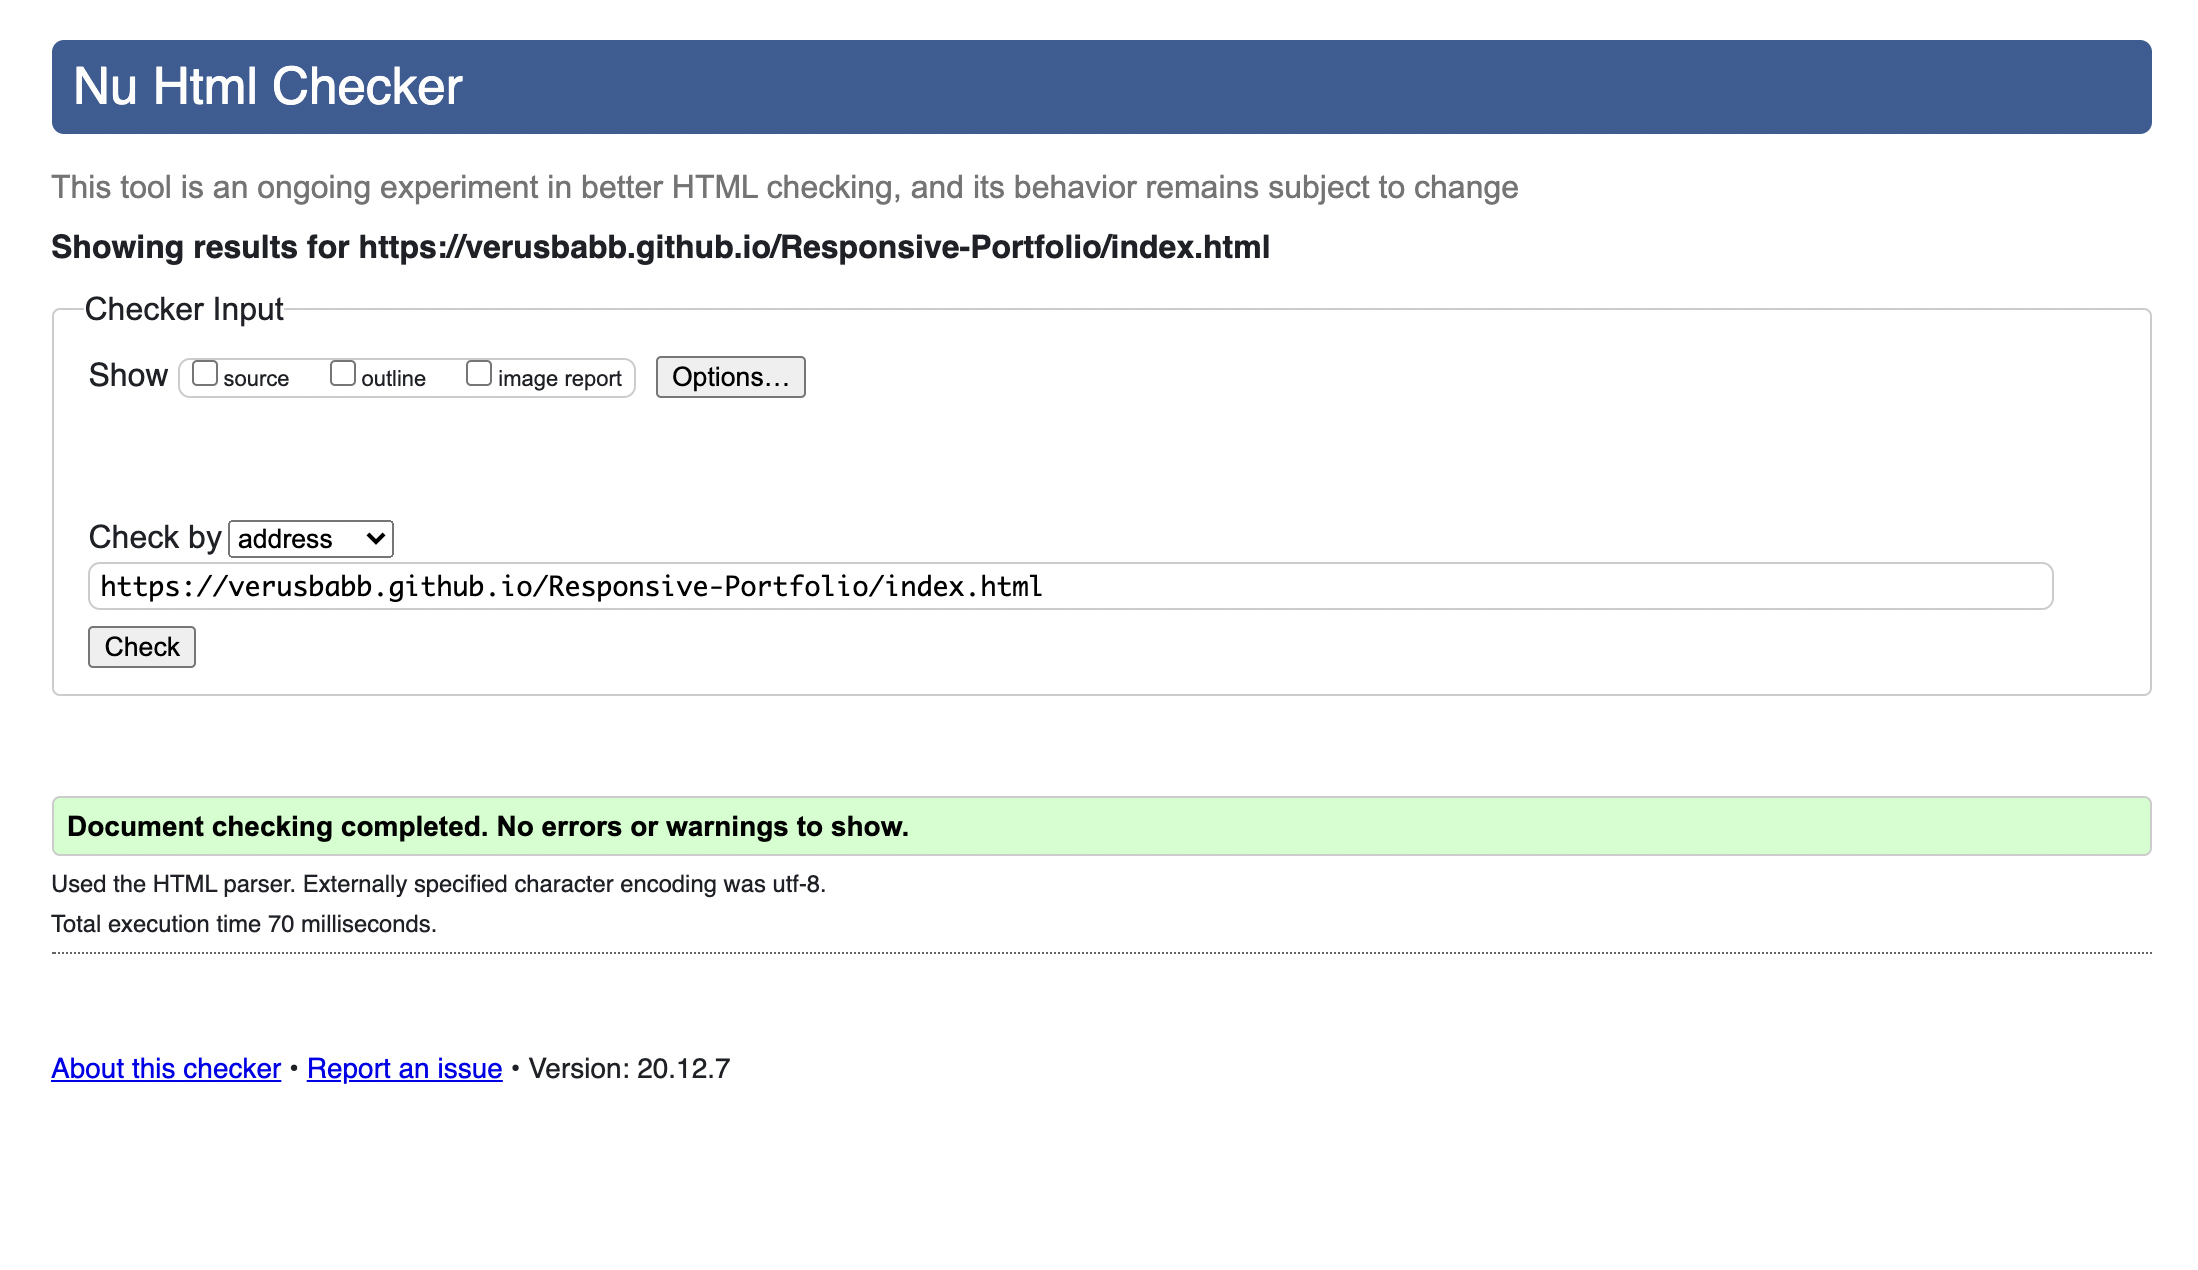 Nu Html Checker
This tool is an ongoing experiment in better HTML checking, and its behavior remains subject to change
Showing results for https://verusbabb.github.io/Responsive-Portfolio/index.html
Checker Input
Show source outline image report Options…
Check by address
https://verusbabb.github.io/Responsive-Portfolio/index.html
Check
Document checking completed. No errors or warnings to show.
Used the HTML parser. Externally specified character encoding was utf-8.
Total execution time 70 milliseconds.
About this checker • Report an issue • Version: 20.12.7